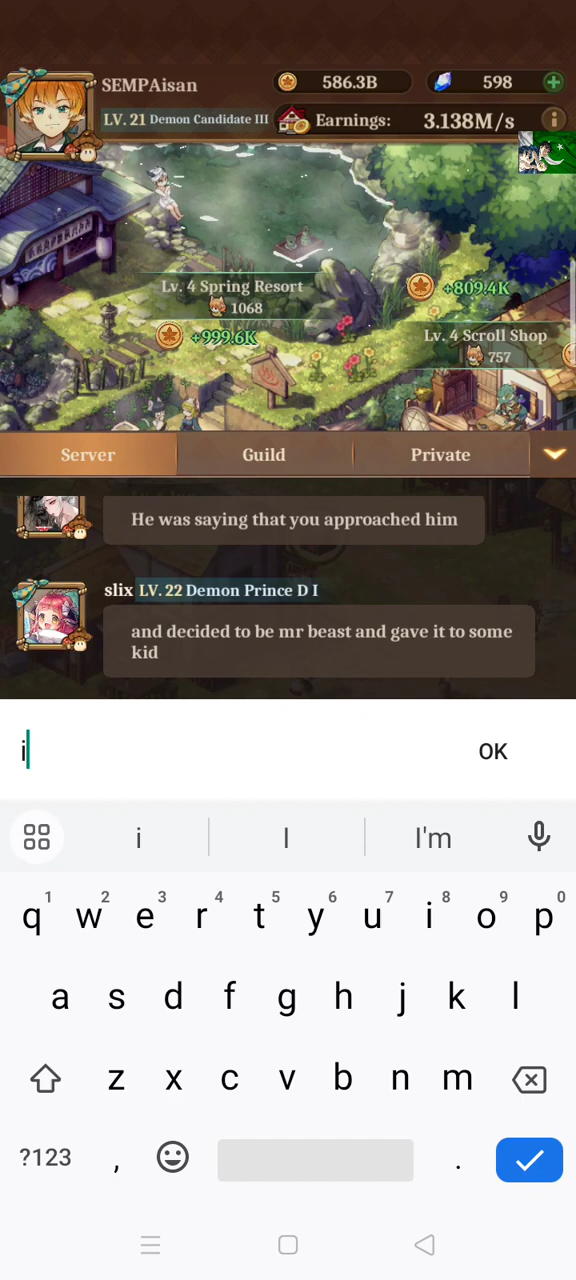 SEMPAisan
586.3B
598
LV. 21 Demon Candidate III
Earnings: 3.138M/s
Lv. 4 Spring Resort
1068
+999.6K
+809.4K
Lv. 4 Scroll Shop
757
Server Guild Private
He was saying that you approached him
slix LV. 22 Demon Prince D I
and decided to be mr beast and gave it to some
kid
i
OK
i I I'm
1 2 3 4 5 6 7 8 9 0
q w e r t y u i o p
a s d f g h j k l
z x c v b n m
?123 , .